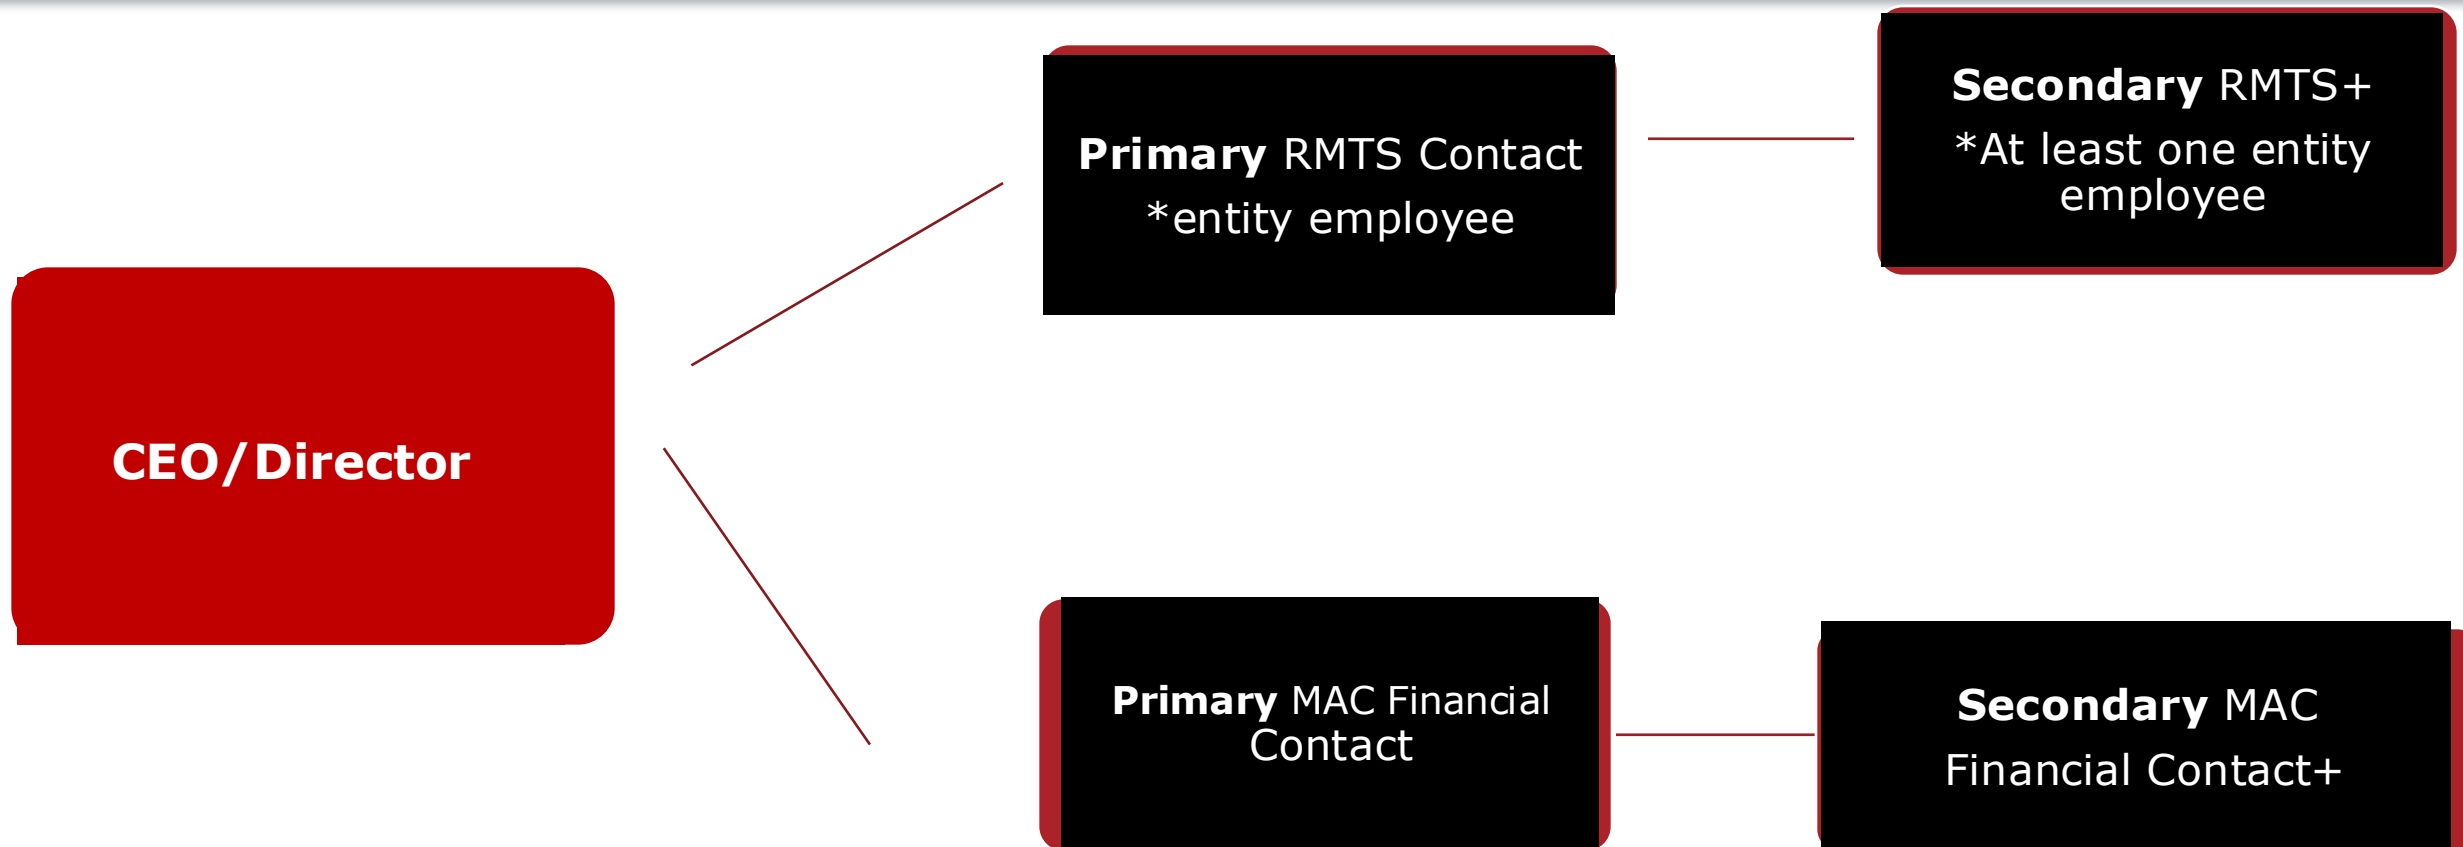 Secondary RMTS+
*At least one entity
employee
Primary RMTS Contact
*entity employee
CEO/Director
Primary MAC Financial
Contact
Secondary MAC
Financial Contact+